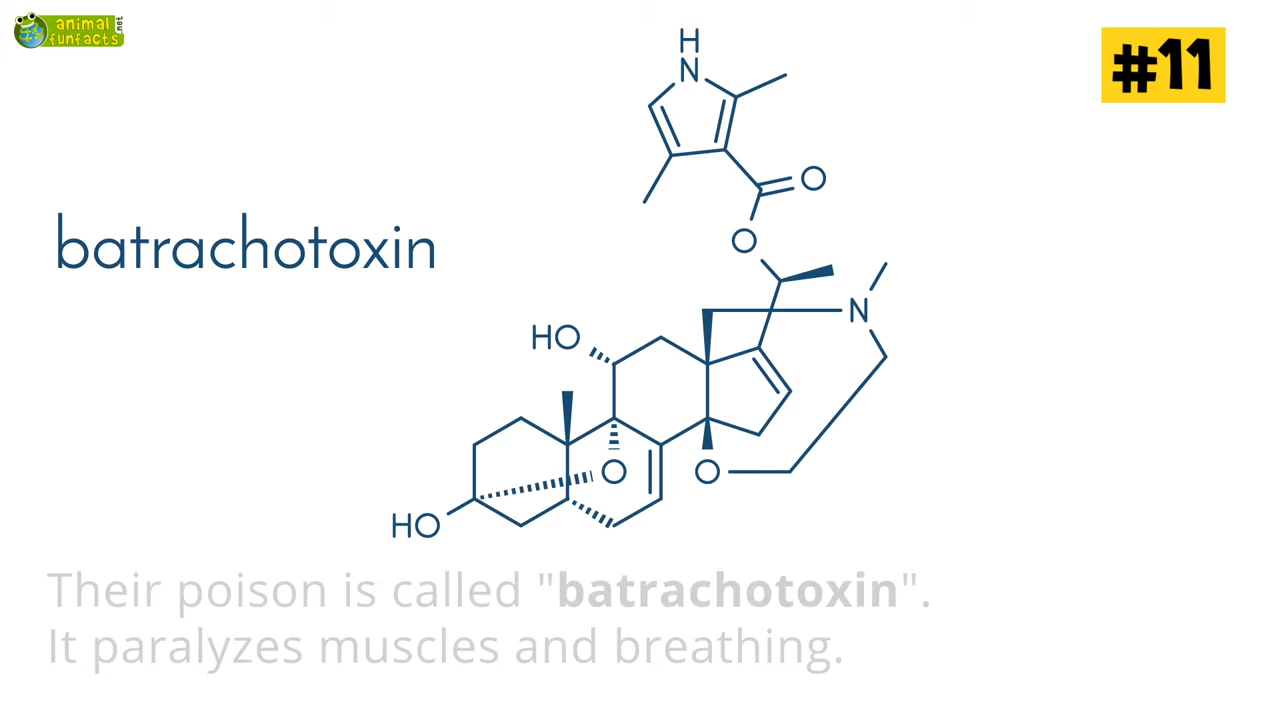 animal
funfacts
.net
#11
H
N
O
O
batrachotoxin
N
HO
O
O
HO
Their poison is called "batrachotoxin".
It paralyzes muscles and breathing.